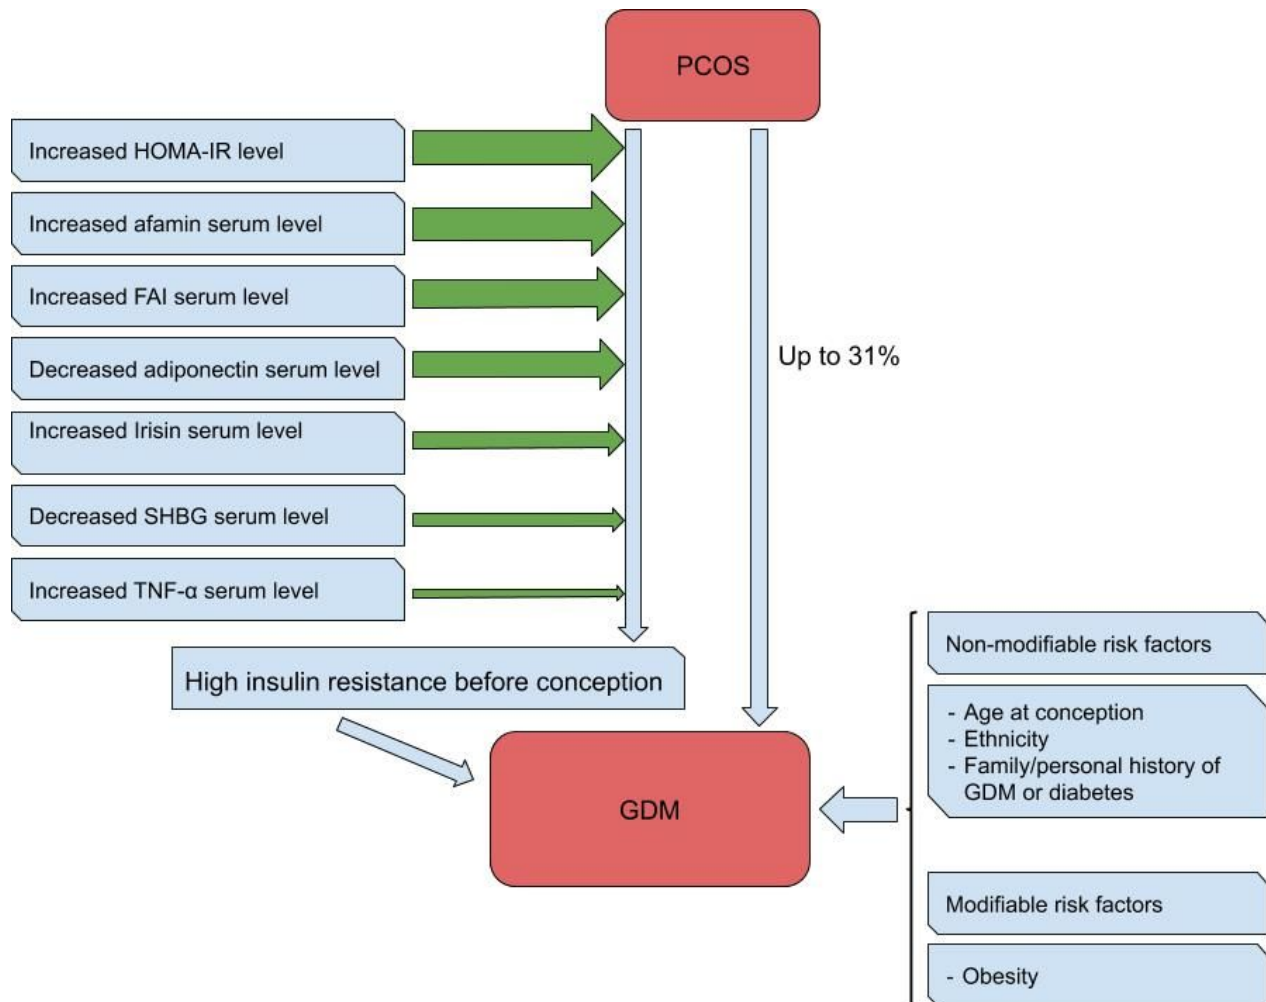 PCOS
Increased HOMA-IR level
Increased afamin serum level
Increased FAI serum level
Decreased adiponectin serum level
Up to 31%
Increased Irisin serum level
Decreased SHBG serum level
Increased TNF-α serum level
High insulin resistance before conception
GDM
Non-modifiable risk factors
- Age at conception
- Ethnicity
- Family/personal history of
GDM or diabetes
Modifiable risk factors
- Obesity